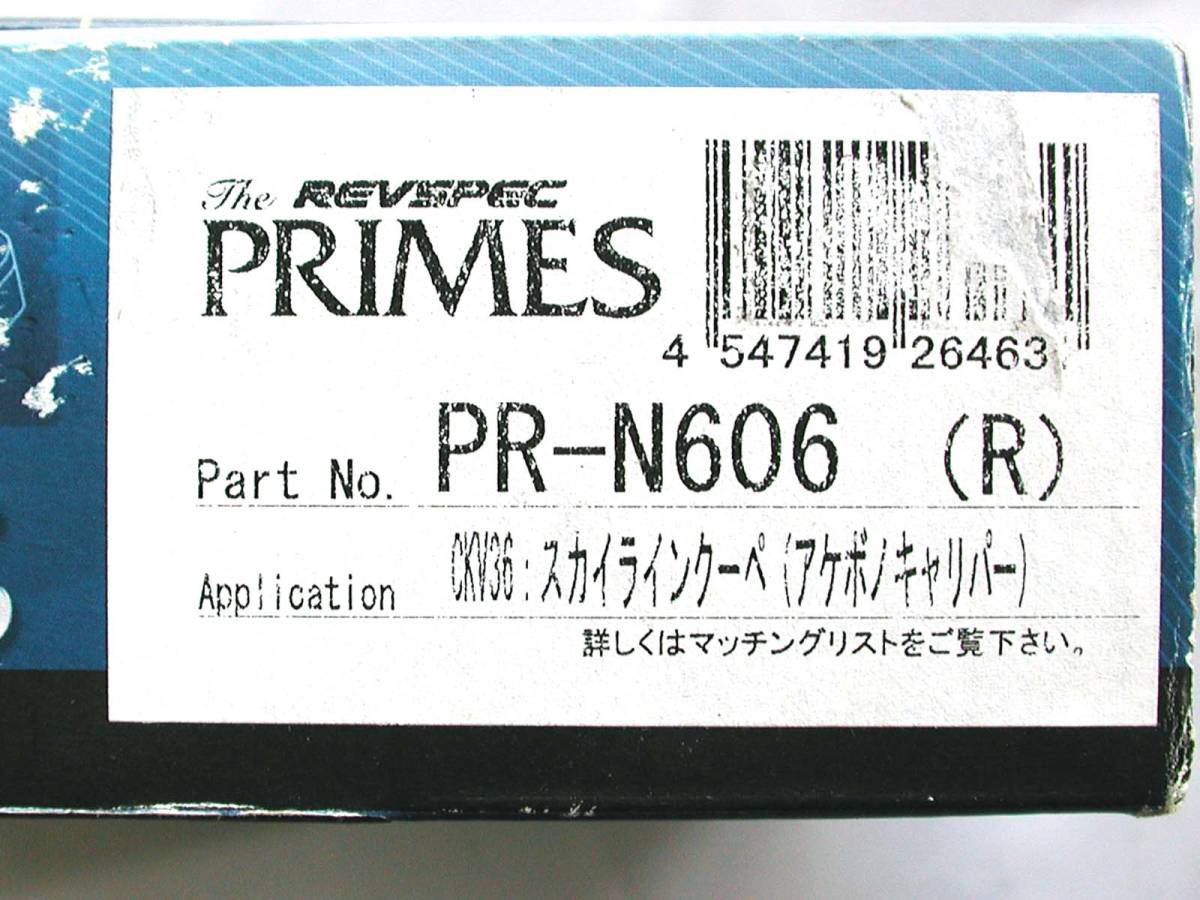 The REVSPEC
PRIMES
4 547419 26463
Part No. PR-N606 (R)
Application CKV36:スカイラインクーペ(アケボノキャリパー)
詳しくはマッチングリストをご覧下さい。